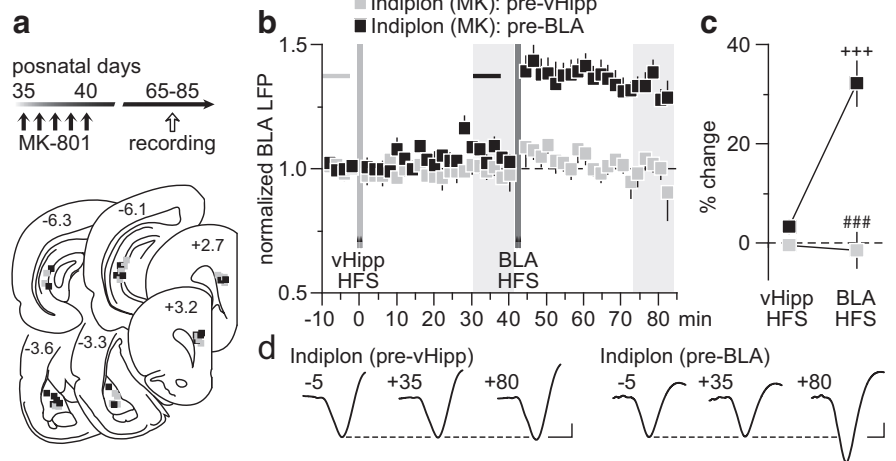 a
posnatal days
35 40 65-85
MK-801 recording
-6.3
-6.1
+2.7
+3.2
-3.6
-3.3
b
Indiplon (MK): pre-vHipp
Indiplon (MK): pre-BLA
normalized BLA LFP
1.5
1.0
0.5
vHipp
HFS
BLA
HFS
-10 0 10 20 30 40 50 60 70 80 min
c
% change
40
20
0
+++
###
vHipp
HFS
BLA
HFS
d
Indiplon (pre-vHipp)
-5 +35 +80
Indiplon (pre-BLA)
-5 +35 +80